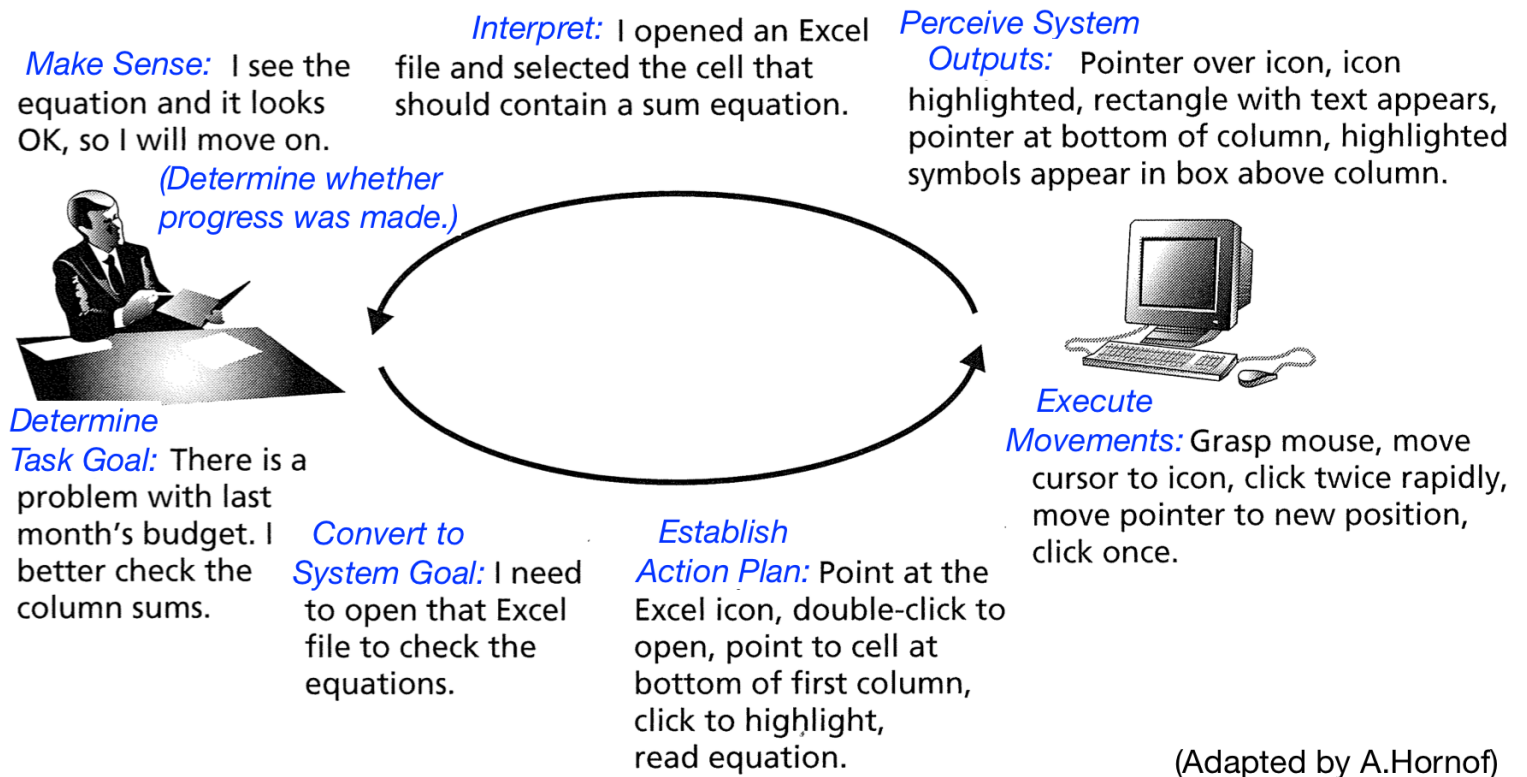 Make Sense: I see the
equation and it looks
OK, so I will move on.
(Determine whether
progress was made.)
Interpret: I opened an Excel
file and selected the cell that
should contain a sum equation.
Perceive System
Outputs: Pointer over icon, icon
highlighted, rectangle with text appears,
pointer at bottom of column, highlighted
symbols appear in box above column.
Determine
Task Goal: There is a
problem with last
month's budget. I
better check the
column sums.
Convert to
System Goal: I need
to open that Excel
file to check the
equations.
Establish
Action Plan: Point at the
Excel icon, double-click to
open, point to cell at
bottom of first column,
click to highlight,
read equation.
Execute
Movements: Grasp mouse, move
cursor to icon, click twice rapidly,
move pointer to new position,
click once.
(Adapted by A.Hornof)